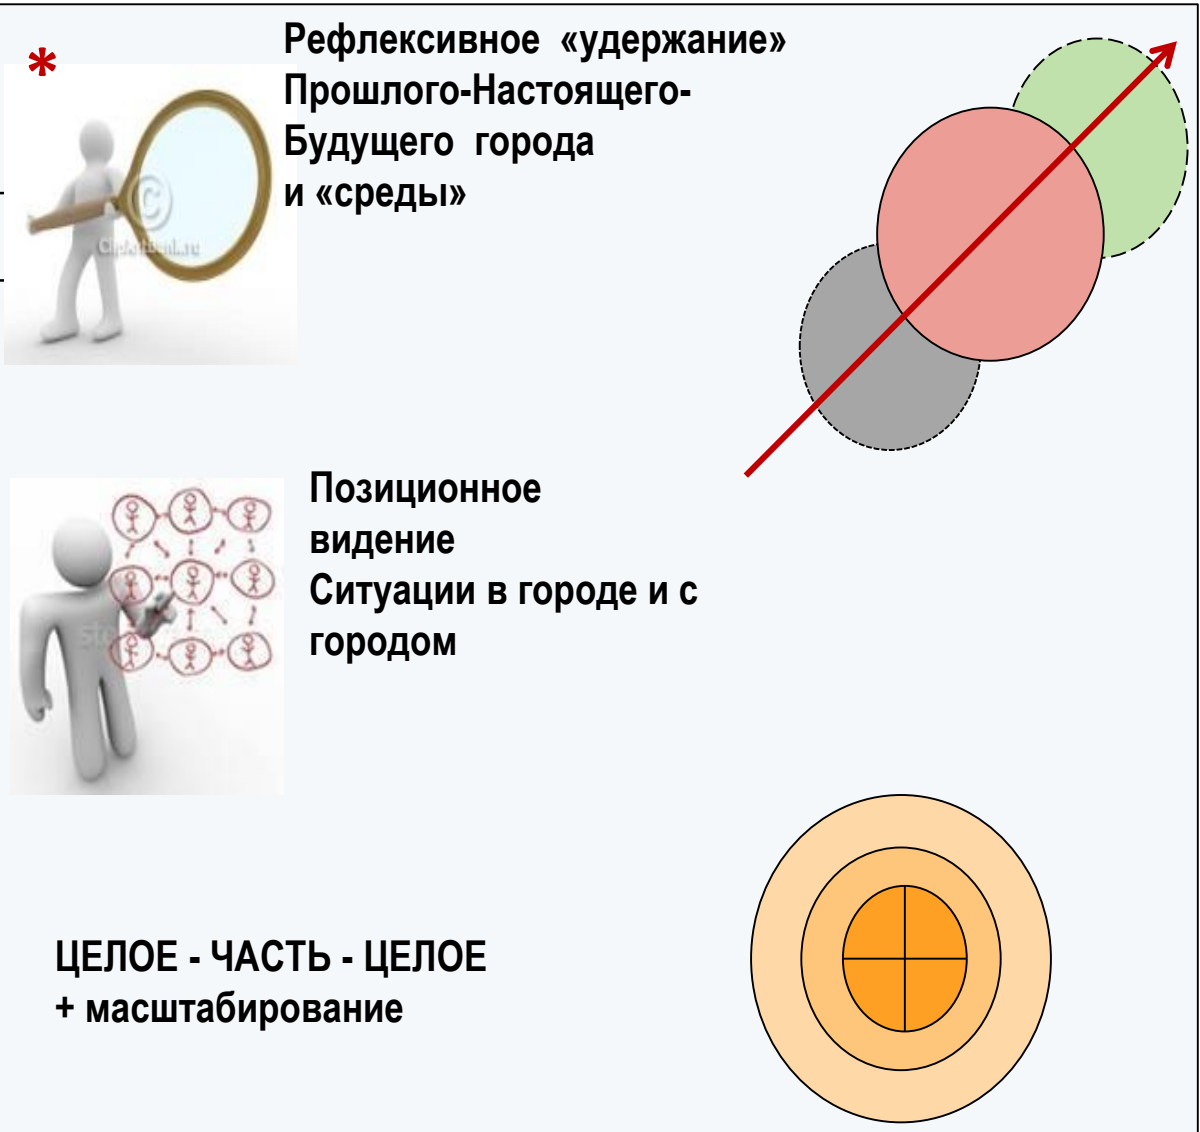 *
Рефлексивное «удержание»
Прошлого-Настоящего-
Будущего города
и «среды»
©
Позиционное
видение
Ситуации в городе и с
городом
ЦЕЛОЕ - ЧАСТЬ - ЦЕЛОЕ
+ масштабирование